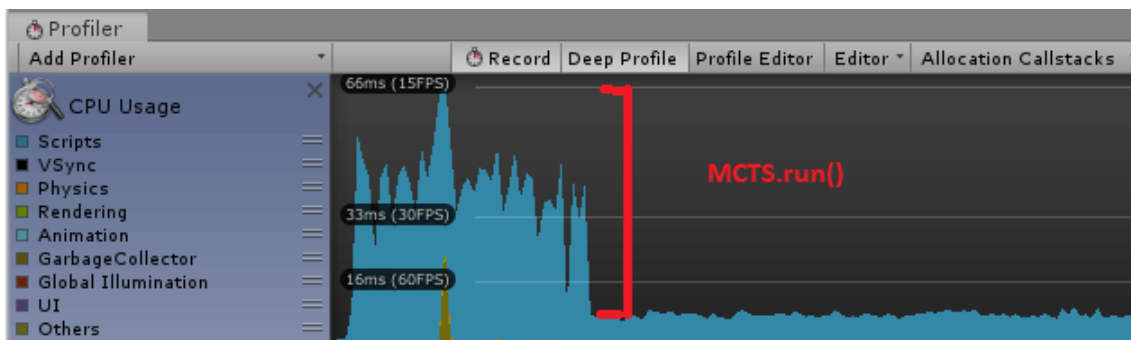 Profiler
Add Profiler Record Deep Profile Profile Editor Editor Allocation Callstacks
CPU Usage
Scripts
VSync
Physics
Rendering
Animation
GarbageCollector
Global Illumination
UI
Others
66ms (15FPS)
MCTS.run()
33ms (30FPS)
16ms (60FPS)